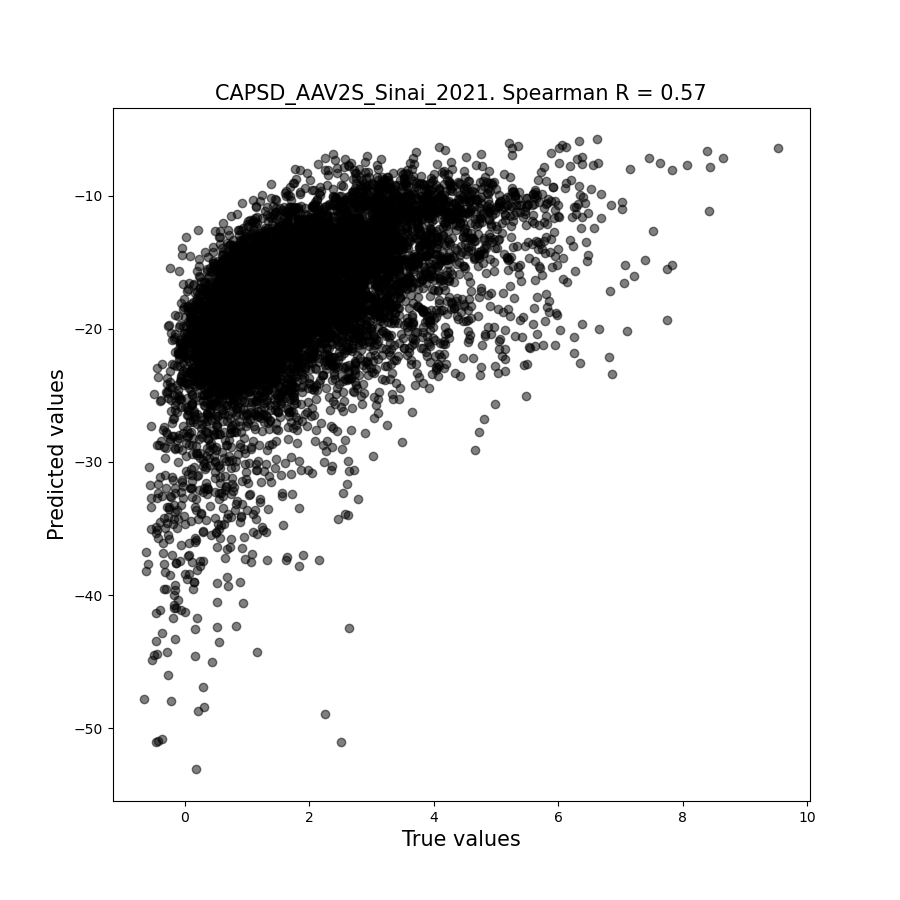 CAPSD_AAV2S_Sinai_2021. Spearman R = 0.57
Predicted values
−10
−20
−30
−40
−50
0 2 4 6 8 10
True values